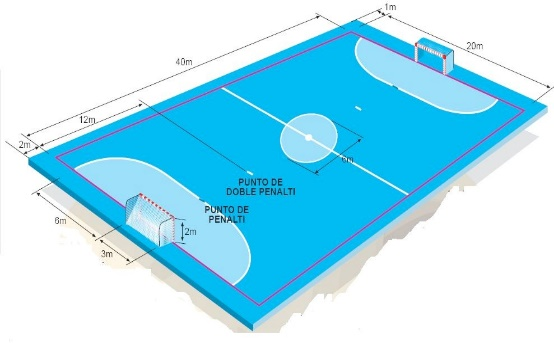 1m
20m
40m
12m
2m
6m
PUNTO DE
DOBLE PENALTI
PUNTO DE
PENALTI
6m
2m
3m